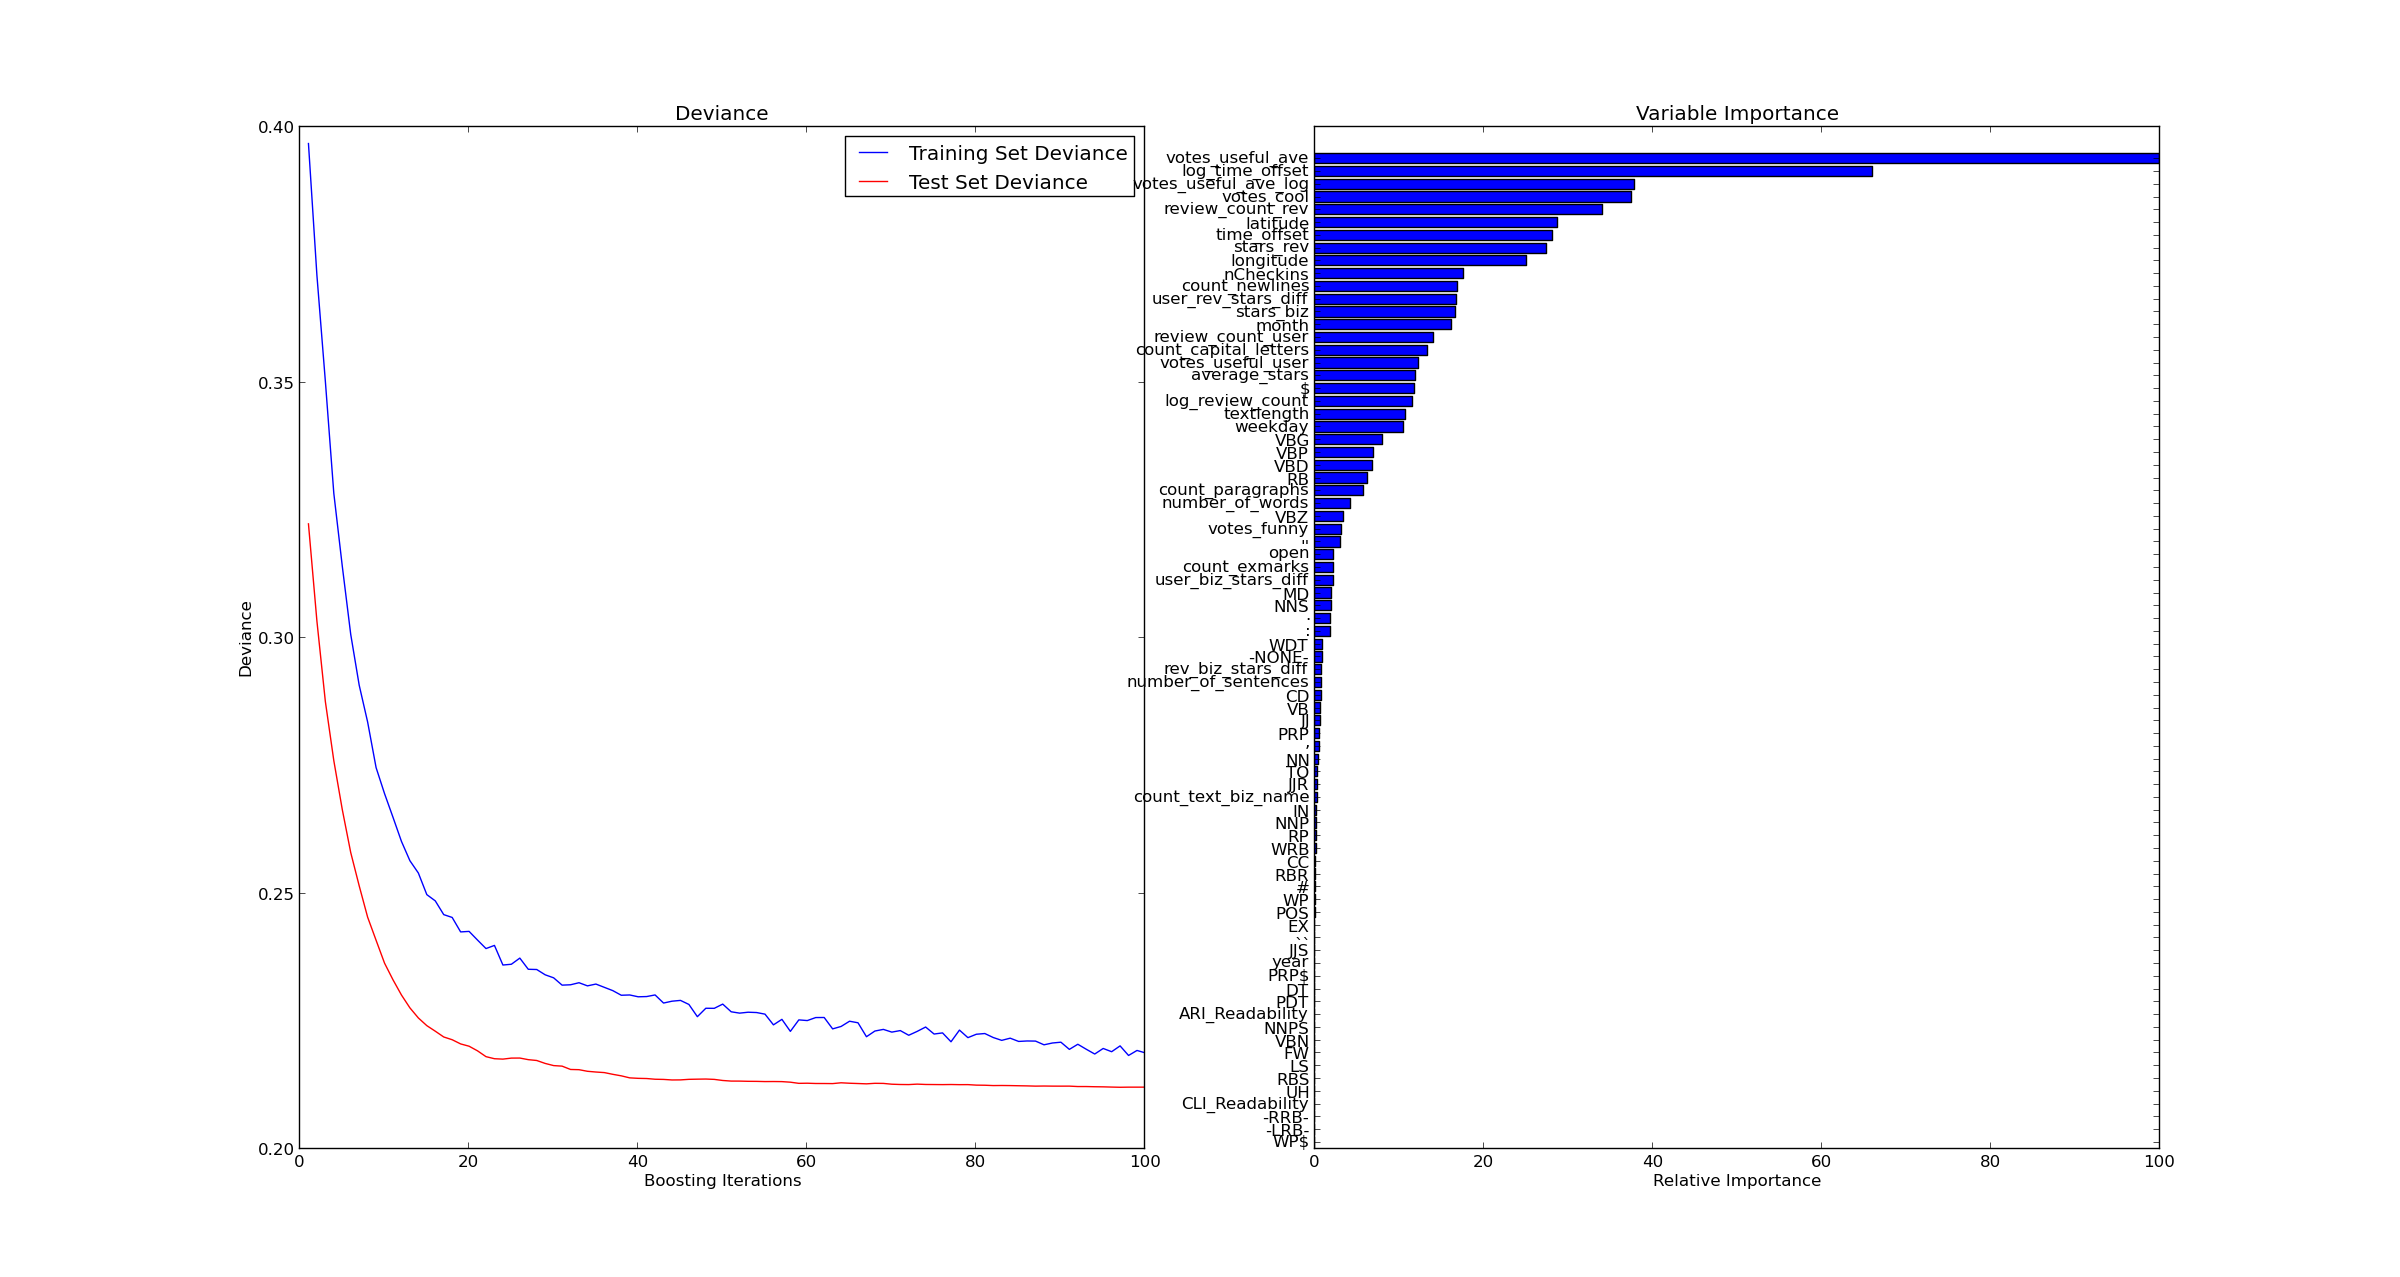 Deviance
0.40
0.35
0.30
0.25
0.20
Deviance
0
20
40
60
80
100
Boosting Iterations
Training Set Deviance
Test Set Deviance
Variable Importance
votes_useful_ave
log_time_offset
votes_useful_ave_log
votes_cool
review_count_rev
latitude
time_offset
stars_rev
longitude
nCheckins
count_newlines
user_rev_stars_diff
stars_biz
month
review_count_user
count_capital_letters
votes_useful_user
average_stars
$
log_review_count
textlength
weekday
VBG
VBP
VBD
RB
count_paragraphs
number_of_words
VBZ
votes_funny
''
open
count_exmarks
user_biz_stars_diff
MD
NNS
.
:
WDT
-NONE-
rev_biz_stars_diff
number_of_sentences
CD
VB
JJ
PRP
,
NN
TO
JJR
count_text_biz_name
IN
NNP
RP
WRB
CC
RBR
#
WP
POS
EX
``
JJS
year
PRP$
DT
PDT
ARI_Readability
NNPS
VBN
FW
LS
RBS
UH
CLI_Readability
-RRB-
-LRB-
WP$
0
20
40
60
80
100
Relative Importance